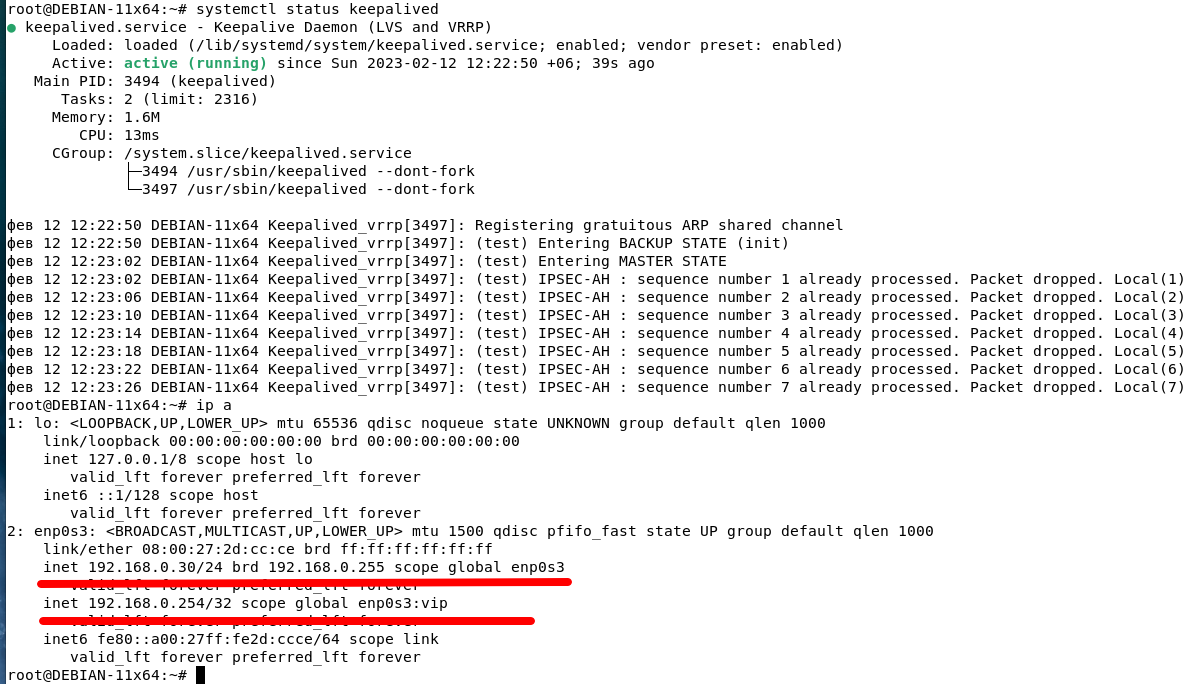 root@DEBIAN-11x64:~# systemctl status keepalived
● keepalived.service - Keepalive Daemon (LVS and VRRP)
     Loaded: loaded (/lib/systemd/system/keepalived.service; enabled; vendor preset: enabled)
     Active: active (running) since Sun 2023-02-12 12:22:50 +06; 39s ago
   Main PID: 3494 (keepalived)
      Tasks: 2 (limit: 2316)
     Memory: 1.6M
        CPU: 13ms
     CGroup: /system.slice/keepalived.service
             ├─3494 /usr/sbin/keepalived --dont-fork
             └─3497 /usr/sbin/keepalived --dont-fork

фев 12 12:22:50 DEBIAN-11x64 Keepalived_vrrp[3497]: Registering gratuitous ARP shared channel
фев 12 12:22:50 DEBIAN-11x64 Keepalived_vrrp[3497]: (test) Entering BACKUP STATE (init)
фев 12 12:23:02 DEBIAN-11x64 Keepalived_vrrp[3497]: (test) Entering MASTER STATE
фев 12 12:23:02 DEBIAN-11x64 Keepalived_vrrp[3497]: (test) IPSEC-AH : sequence number 1 already processed. Packet dropped. Local(1)
фев 12 12:23:06 DEBIAN-11x64 Keepalived_vrrp[3497]: (test) IPSEC-AH : sequence number 2 already processed. Packet dropped. Local(2)
фев 12 12:23:10 DEBIAN-11x64 Keepalived_vrrp[3497]: (test) IPSEC-AH : sequence number 3 already processed. Packet dropped. Local(3)
фев 12 12:23:14 DEBIAN-11x64 Keepalived_vrrp[3497]: (test) IPSEC-AH : sequence number 4 already processed. Packet dropped. Local(4)
фев 12 12:23:18 DEBIAN-11x64 Keepalived_vrrp[3497]: (test) IPSEC-AH : sequence number 5 already processed. Packet dropped. Local(5)
фев 12 12:23:22 DEBIAN-11x64 Keepalived_vrrp[3497]: (test) IPSEC-AH : sequence number 6 already processed. Packet dropped. Local(6)
фев 12 12:23:26 DEBIAN-11x64 Keepalived_vrrp[3497]: (test) IPSEC-AH : sequence number 7 already processed. Packet dropped. Local(7)
root@DEBIAN-11x64:~# ip a
1: lo: <LOOPBACK,UP,LOWER_UP> mtu 65536 qdisc noqueue state UNKNOWN group default qlen 1000
    link/loopback 00:00:00:00:00:00 brd 00:00:00:00:00:00
    inet 127.0.0.1/8 scope host lo
       valid_lft forever preferred_lft forever
    inet6 ::1/128 scope host
       valid_lft forever preferred_lft forever
2: enp0s3: <BROADCAST,MULTICAST,UP,LOWER_UP> mtu 1500 qdisc pfifo_fast state UP group default qlen 1000
    link/ether 08:00:27:2d:cc:ce brd ff:ff:ff:ff:ff:ff
    inet 192.168.0.30/24 brd 192.168.0.255 scope global enp0s3
       valid_lft forever preferred_lft forever
    inet 192.168.0.254/32 scope global enp0s3:vip
       valid_lft forever preferred_lft forever
    inet6 fe80::a00:27ff:fe2d:ccce/64 scope link
       valid_lft forever preferred_lft forever
root@DEBIAN-11x64:~#